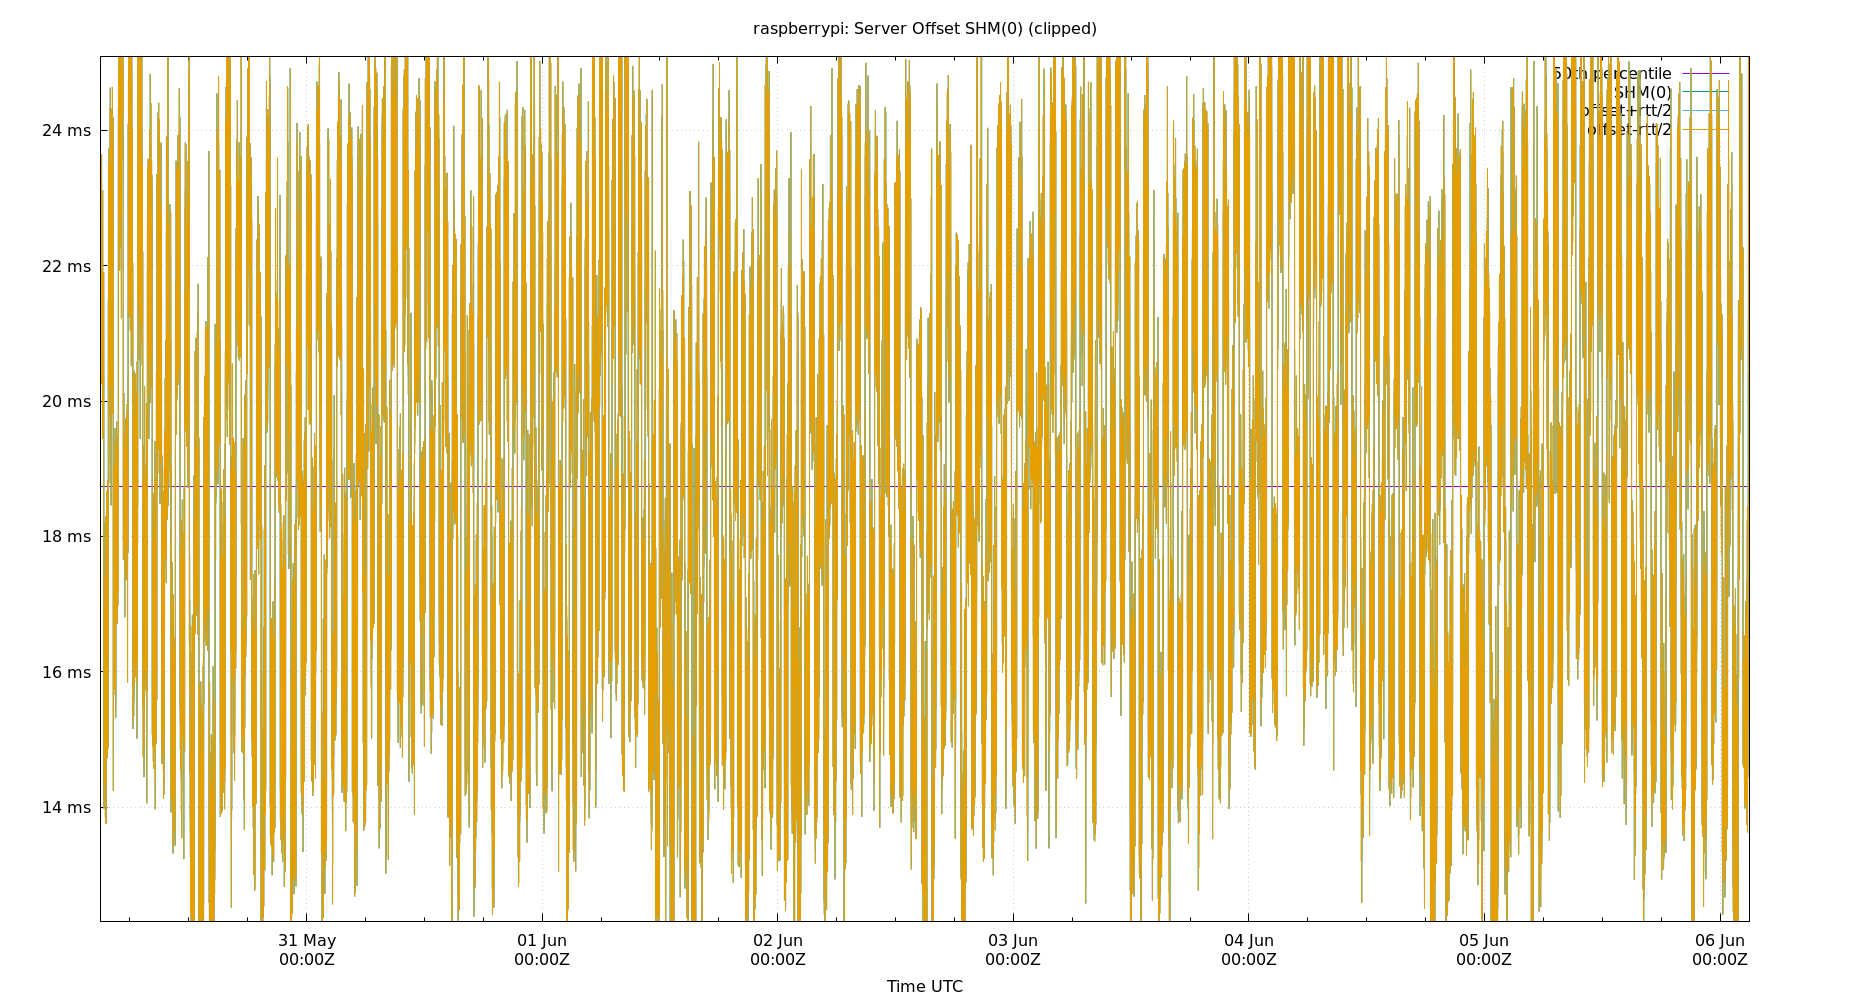 raspberrypi: Server Offset SHM(0) (clipped)
50th percentile
SHM(0)
offset+rtt/2
offset-rtt/2
24 ms
22 ms
20 ms
18 ms
16 ms
14 ms
31 May
00:00Z
01 Jun
00:00Z
02 Jun
00:00Z
03 Jun
00:00Z
04 Jun
00:00Z
05 Jun
00:00Z
06 Jun
00:00Z
Time UTC